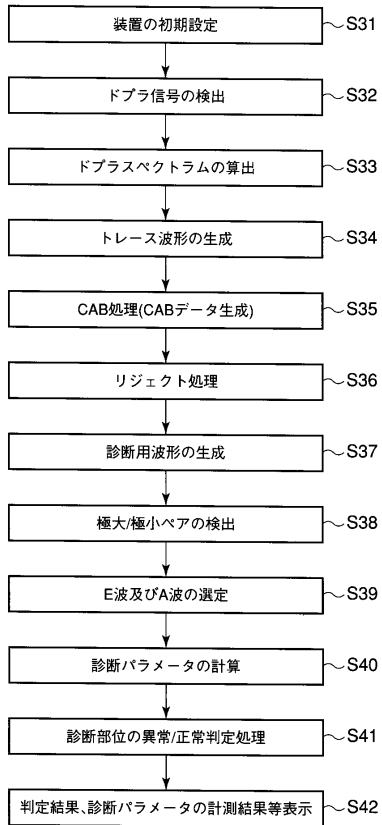 装置の初期設定 S31
ドプラ信号の検出 S32
ドプラスペクトラムの算出 S33
トレース波形の生成 S34
CAB処理(CABデータ生成) S35
リジェクト処理 S36
診断用波形の生成 S37
極大/極小ペアの検出 S38
E波及びA波の選定 S39
診断パラメータの計算 S40
診断部位の異常/正常判定処理 S41
判定結果、診断パラメータの計測結果等表示 S42